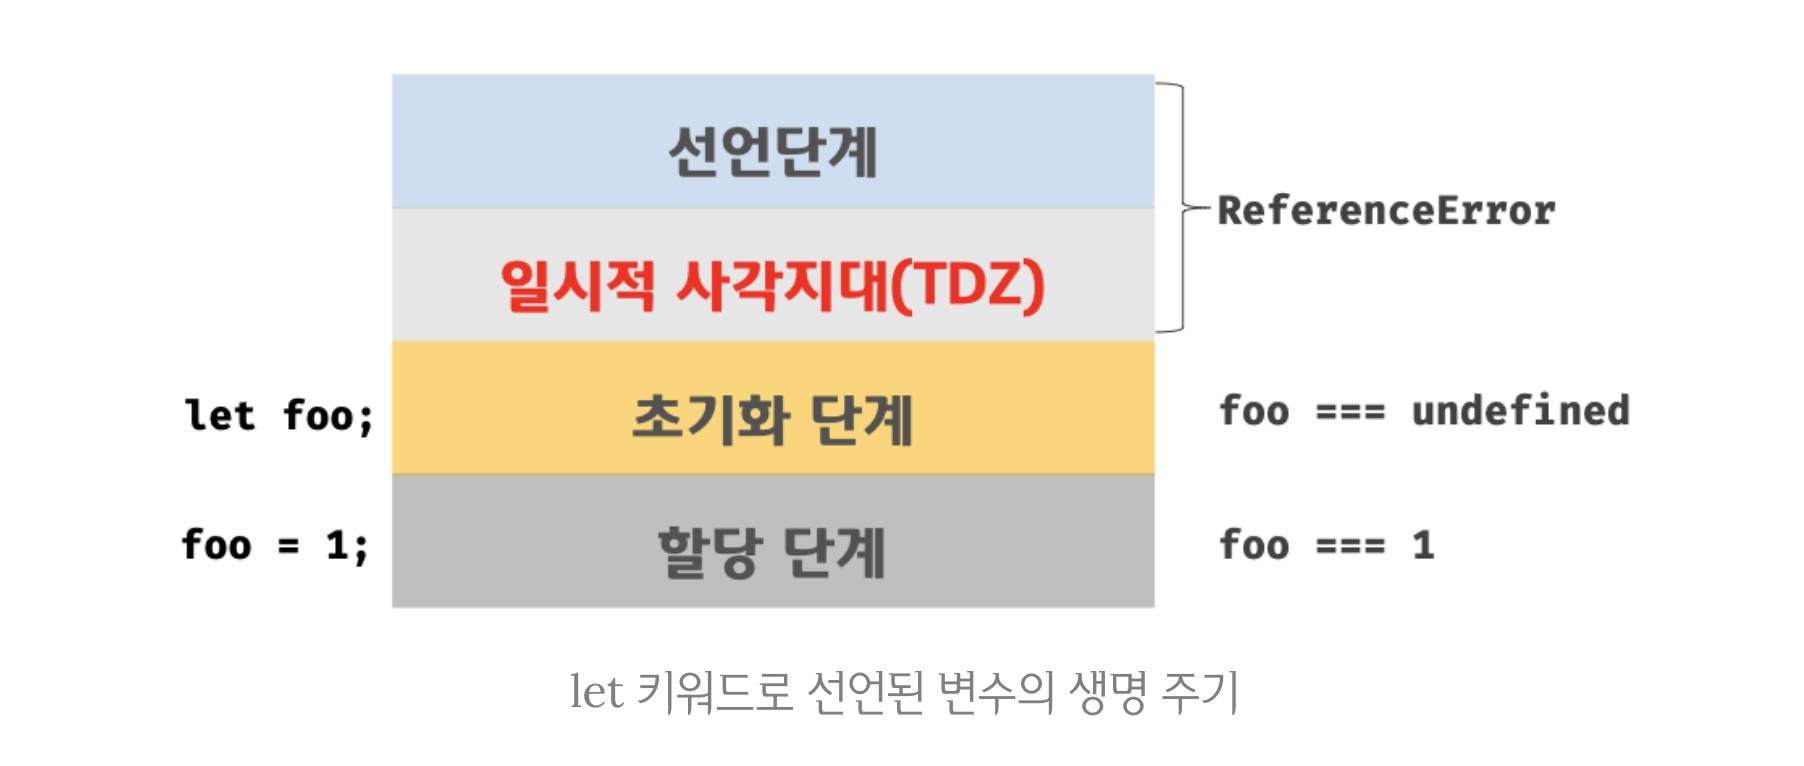 선언단계
ReferenceError
일시적 사각지대(TDZ)
let foo;
초기화 단계
foo === undefined
foo = 1;
할당 단계
foo === 1
let 키워드로 선언된 변수의 생명 주기